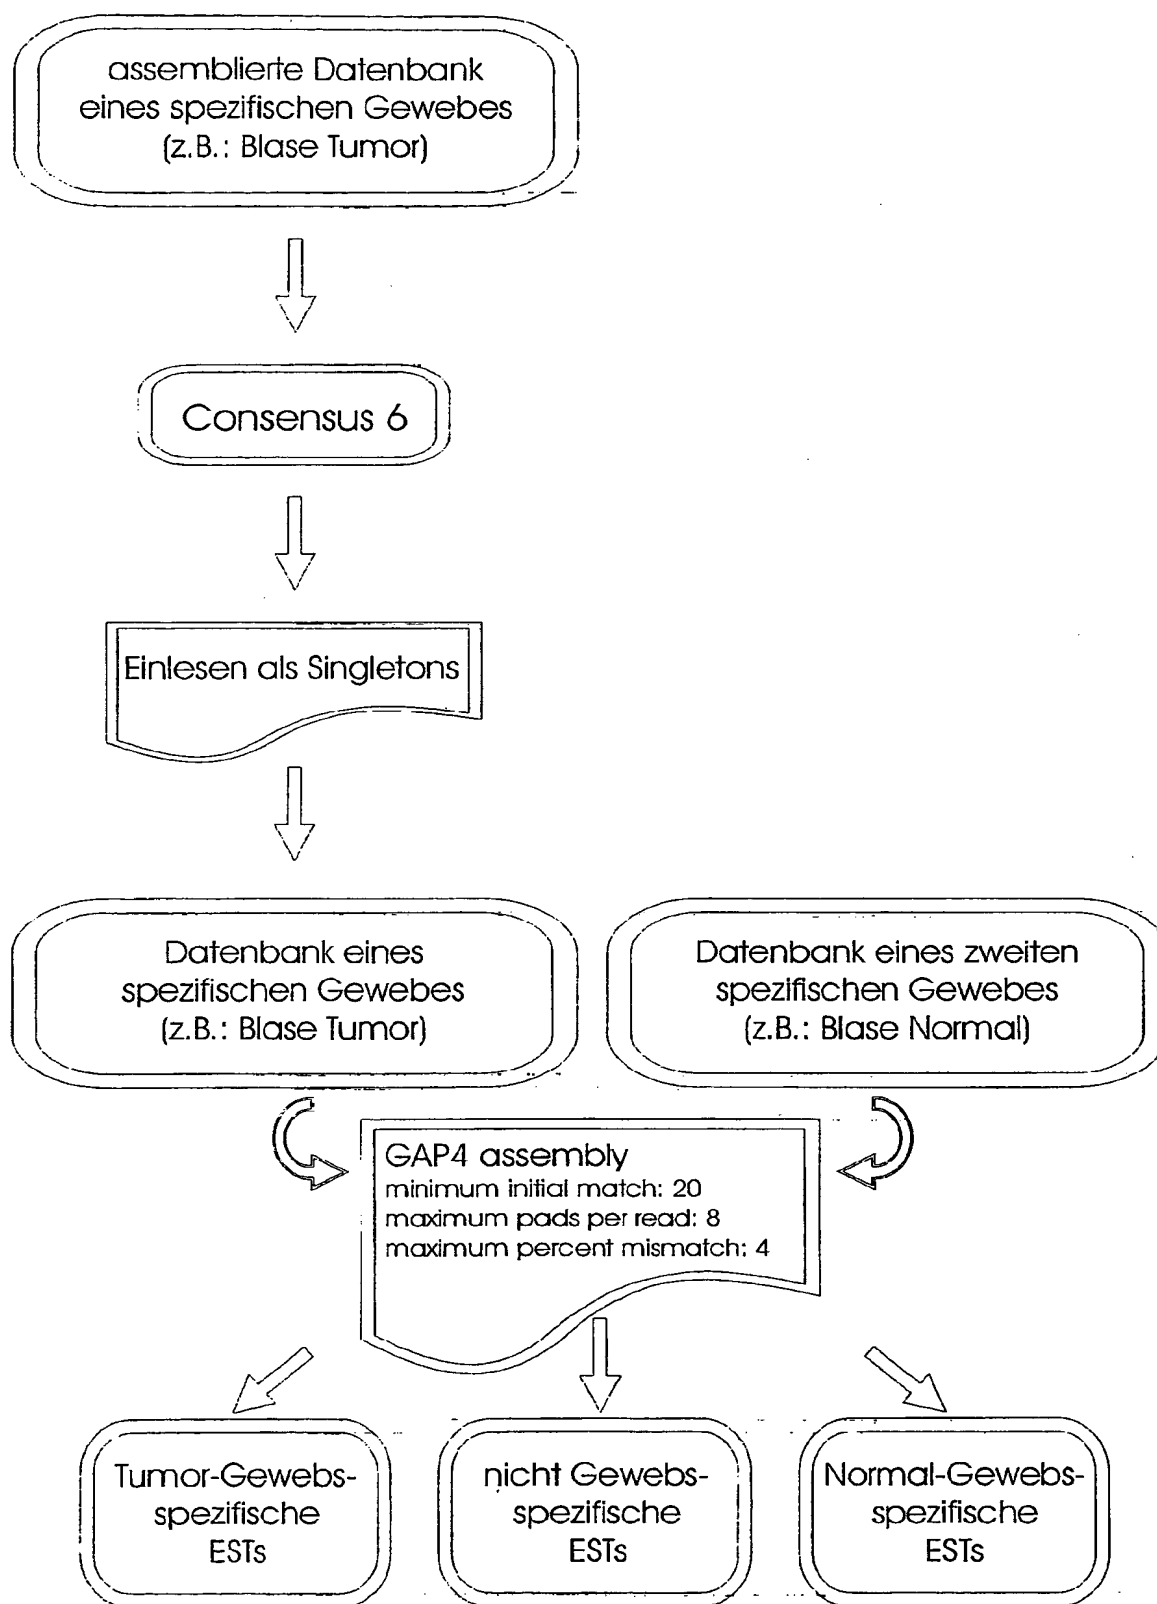 assemblierte Datenbank
eines spezifischen Gewebes
(z.B.: Blase Tumor)
Consensus 6
Einlesen als Singletons
Datenbank eines
spezifischen Gewebes
(z.B.: Blase Tumor)
Datenbank eines zweiten
spezifischen Gewebes
(z.B.: Blase Normal)
GAP4 assembly
minimum initial match: 20
maximum pads per read: 8
maximum percent mismatch: 4
Tumor-Gewebs-
spezifische
ESTs
nicht Gewebs-
spezifische
ESTs
Normal-Gewebs-
spezifische
ESTs